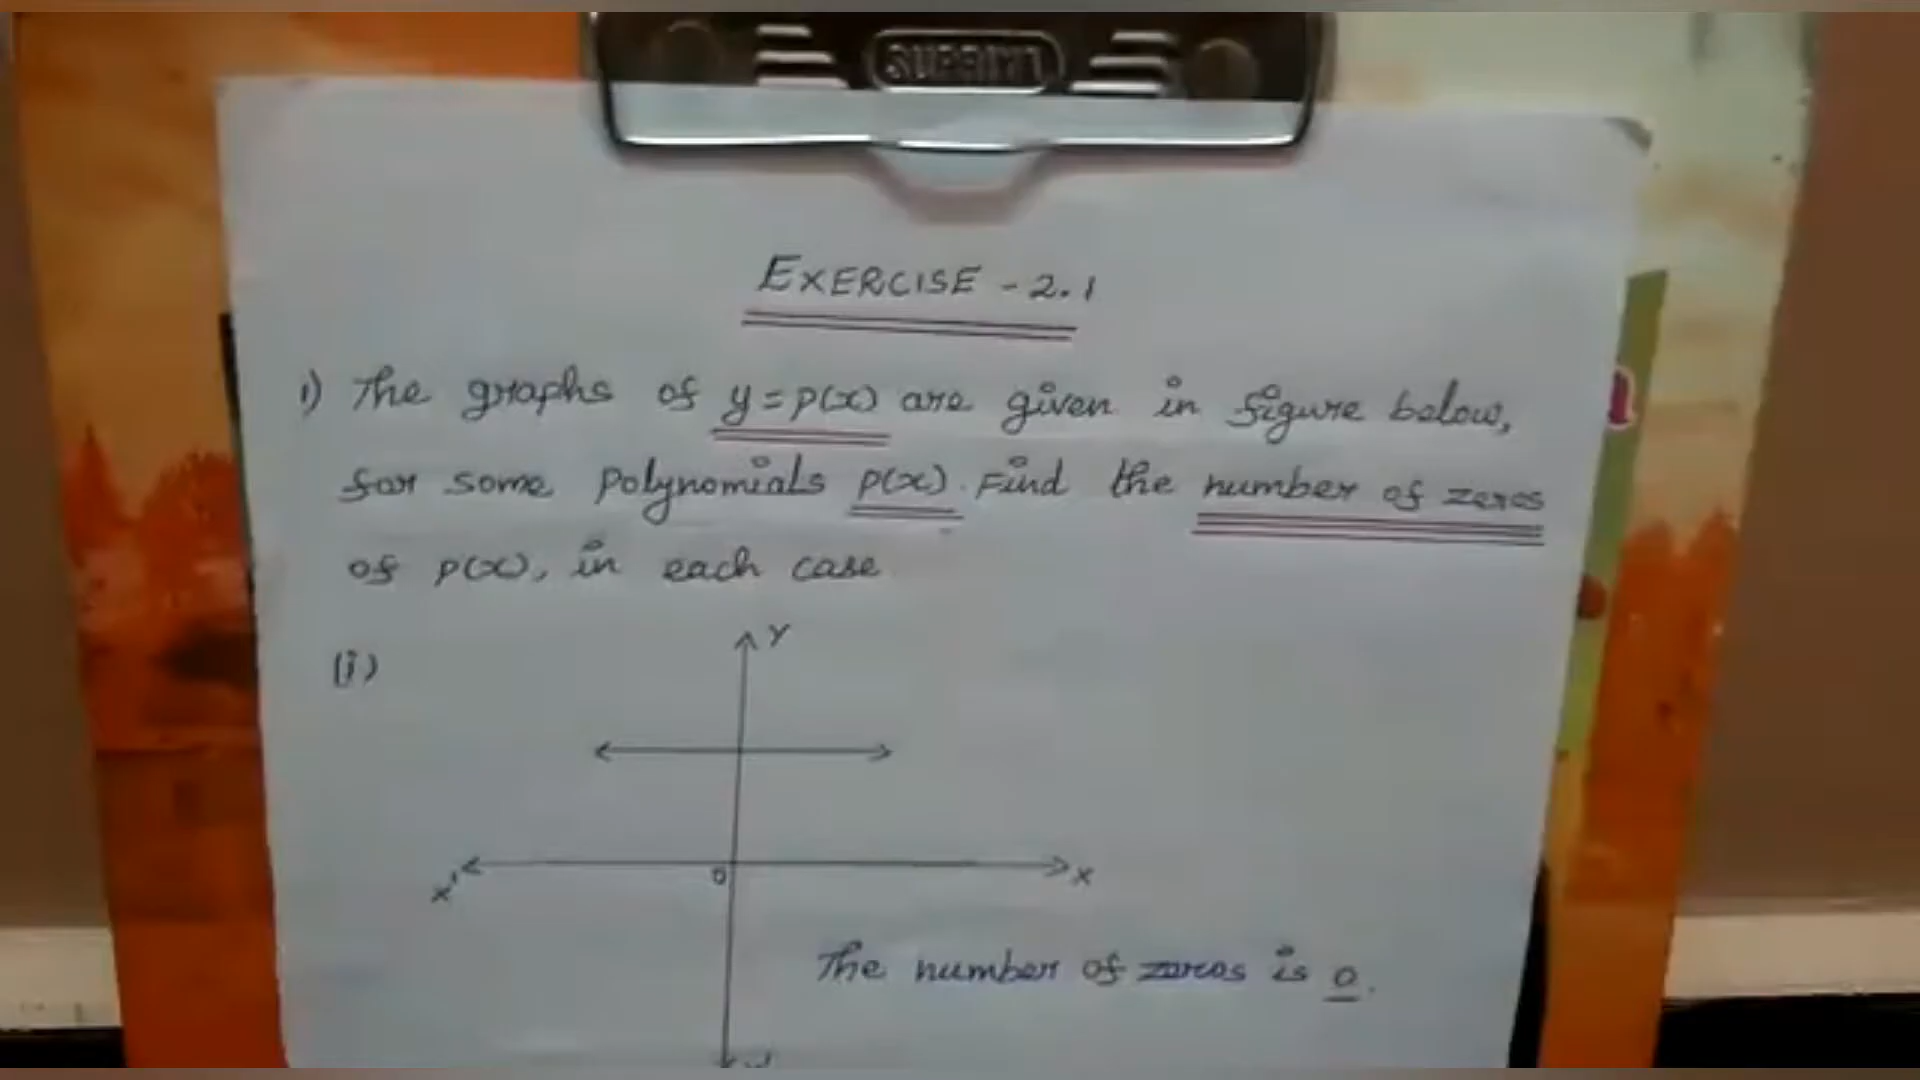 SUPRIYA
EXERCISE - 2.1
1) The graphs of y = p(x) are given in figure below,
for some polynomials p(x). Find the number of zeros
of p(x), in each case
(i)
Y
X' O X
The number of zeros is 0.